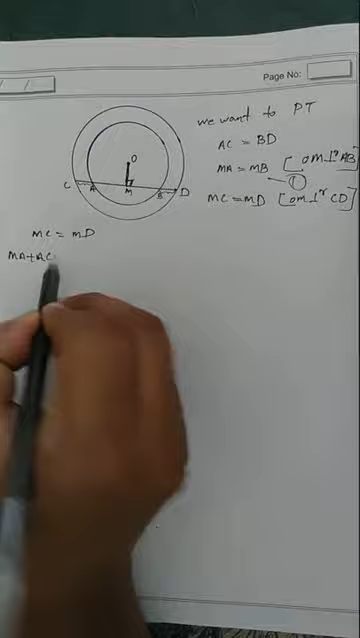 Page No:
we want to PT
AC = BD
MA = MB [OM ⊥r AB]
①
MC = MD [OM ⊥r CD]
O
C A M B D
MC = MD
MA+AC